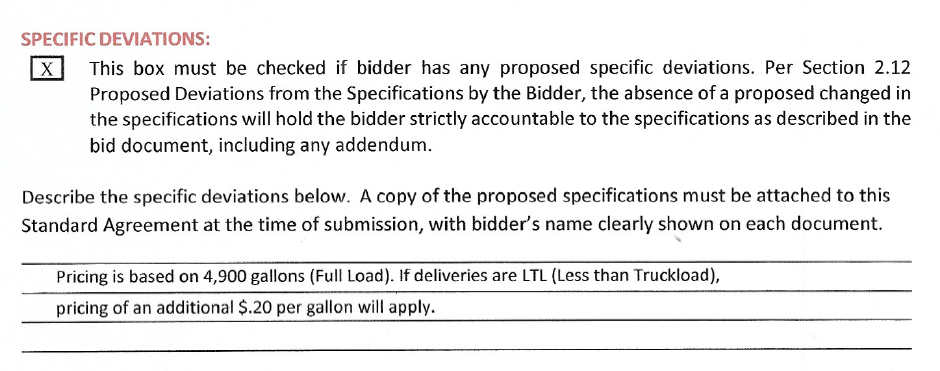 SPECIFIC DEVIATIONS:
X This box must be checked if bidder has any proposed specific deviations. Per Section 2.12
Proposed Deviations from the Specifications by the Bidder, the absence of a proposed changed in
the specifications will hold the bidder strictly accountable to the specifications as described in the
bid document, including any addendum.
Describe the specific deviations below. A copy of the proposed specifications must be attached to this
Standard Agreement at the time of submission, with bidder's name clearly shown on each document.
Pricing is based on 4,900 gallons (Full Load). If deliveries are LTL (Less than Truckload),
pricing of an additional $.20 per gallon will apply.